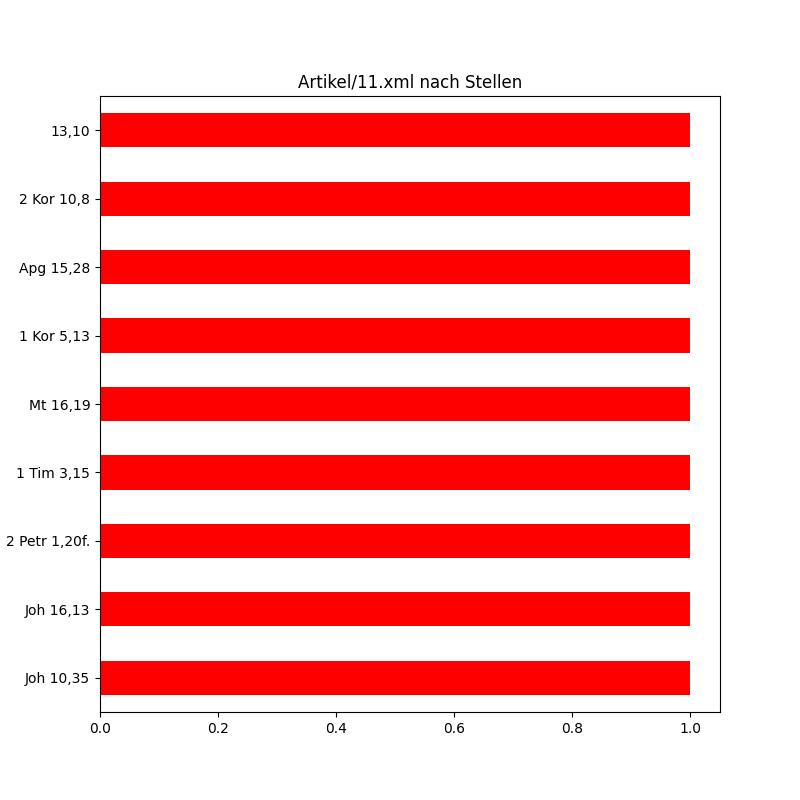 Artikel/11.xml nach Stellen
13,10
2 Kor 10,8
Apg 15,28
1 Kor 5,13
Mt 16,19
1 Tim 3,15
2 Petr 1,20f.
Joh 16,13
Joh 10,35
0.0 0.2 0.4 0.6 0.8 1.0